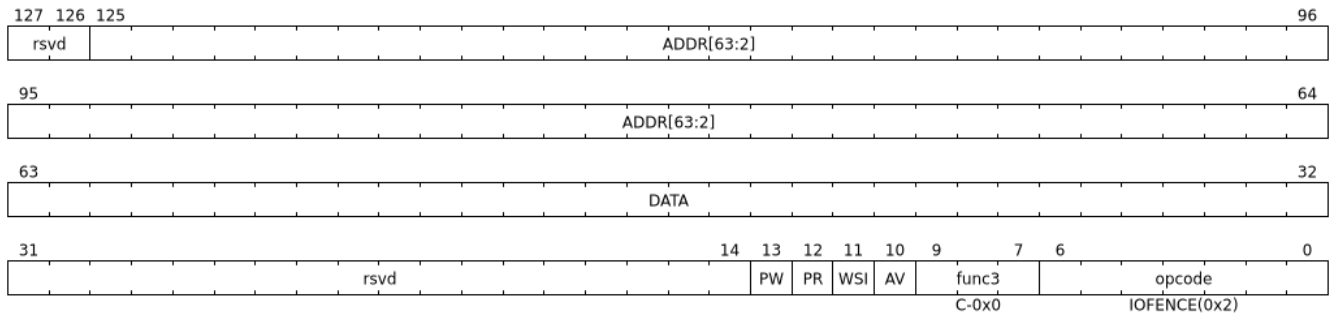 127 126 125 96
rsvd ADDR[63:2]
95 64
ADDR[63:2]
63 32
DATA
31 14 13 12 11 10 9 7 6 0
rsvd PW PR WSI AV func3 opcode
C-0x0 IOFENCE(0x2)